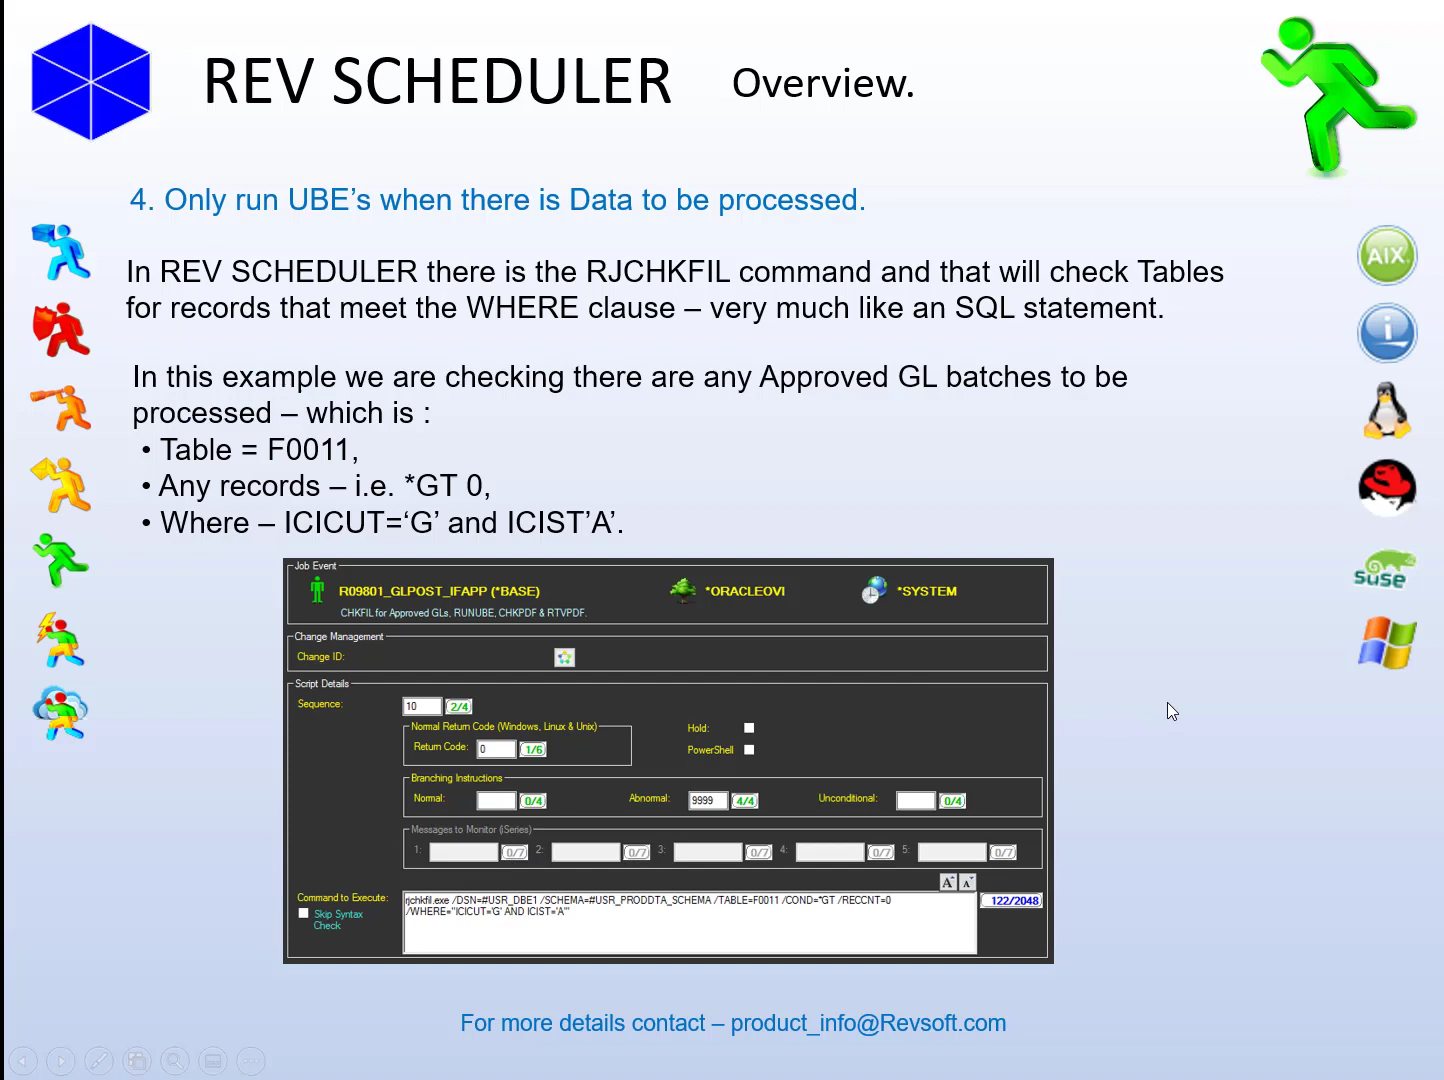 REV SCHEDULER Overview.
4. Only run UBE's when there is Data to be processed.
In REV SCHEDULER there is the RJCHKFIL command and that will check Tables
for records that meet the WHERE clause – very much like an SQL statement.
In this example we are checking there are any Approved GL batches to be
processed – which is :
• Table = F0011,
• Any records – i.e. *GT 0,
• Where – ICICUT=‘G’ and ICIST’A’.
AIX
i
SUSE
Job Event
R09801_GLPOST_IFAPP (*BASE) *ORACLEOVI *SYSTEM
CHKFIL for Approved GLs, RUNUBE, CHKPDF & RTVPDF.
Change Management
Change ID:
Script Details
Sequence: 10 2/4
Normal Return Code (Windows, Linux & Unix) Hold:
Return Code: 0 1/6 PowerShell
Branching Instructions
Normal: 0/4 Abnormal: 9999 4/4 Unconditional: 0/4
Messages to Monitor (iSeries)
1: 0/7 2: 0/7 3: 0/7 4: 0/7 5: 0/7
A A
Command to Execute: rjchkfil.exe /DSN=#USR_DBE1 /SCHEMA=#USR_PRODDTA_SCHEMA /TABLE=F0011 /COND=*GT /RECCNT=0 122/2048
/WHERE="ICICUT='G' AND ICIST='A'"
Skip Syntax
Check
For more details contact – product_info@Revsoft.com